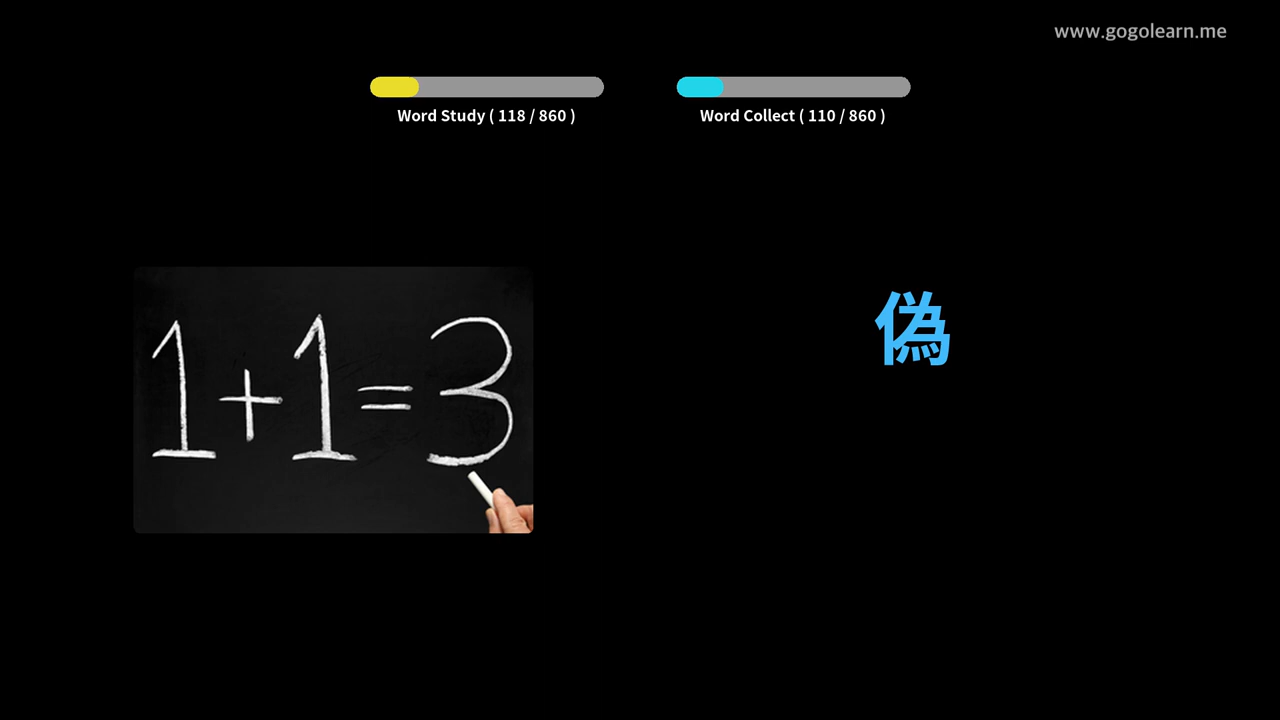 www.gogolearn.me
Word Study ( 118 / 860 )
Word Collect ( 110 / 860 )
1+1=3
偽